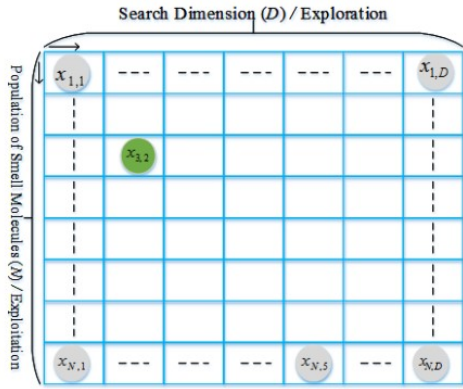 Search Dimension (D) / Exploration
Population of Smell Molecules (N) / Exploitation
x1,1 --- --- --- --- --- x1,D
x3,2
xN,1 --- --- --- xN,5 --- xN,D